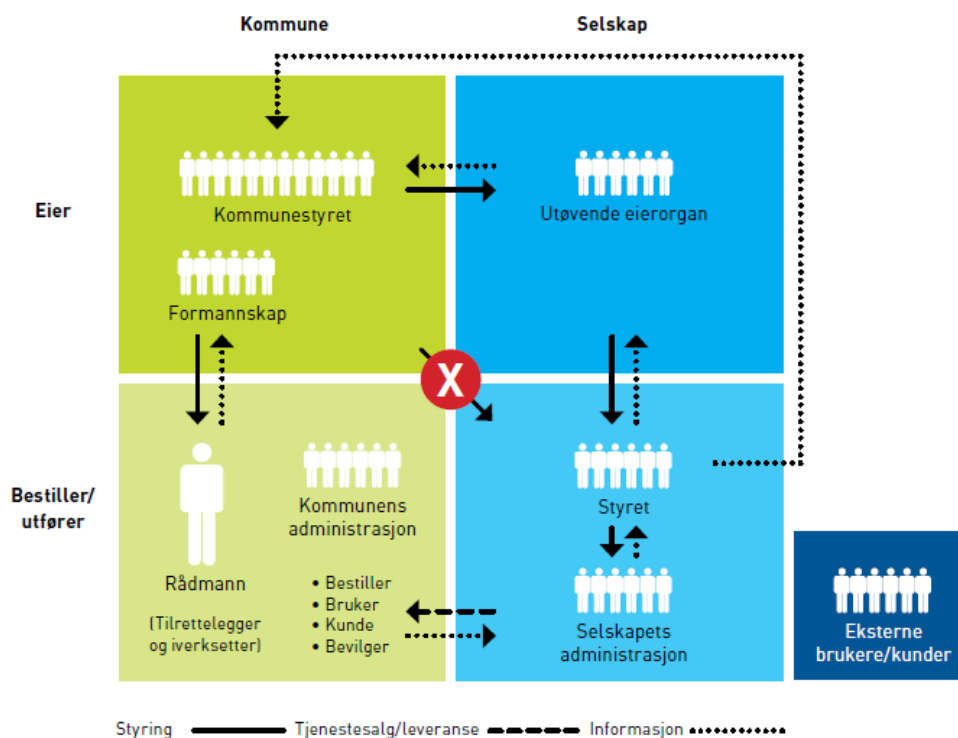 Kommune
Selskap
Eier
Kommunestyret
Utøvende eierorgan
Formannskap
X
Bestiller/
utfører
Rådmann
(Tilrettelegger
og iverksetter)
Kommunens
administrasjon
• Bestiller
• Bruker
• Kunde
• Bevilger
Styret
Selskapets
administrasjon
Eksterne
brukere/kunder
Styring
Tjenestesalg/leveranse
Informasjon